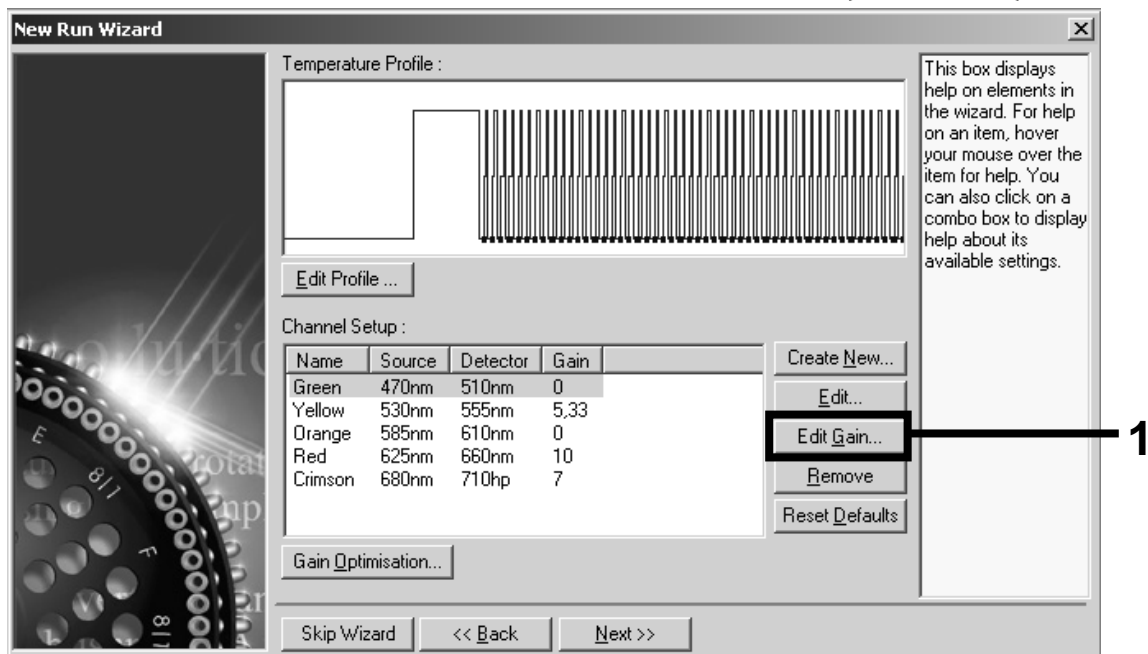 New Run Wizard
Temperature Profile :
Edit Profile ...
Channel Setup :
Name Source Detector Gain
Green 470nm 510nm 0
Yellow 530nm 555nm 5,33
Orange 585nm 610nm 0
Red 625nm 660nm 10
Crimson 680nm 710hp 7
Create New...
Edit...
Edit Gain...
Remove
Reset Defaults
Gain Optimisation...
Skip Wizard
<< Back
Next >>
This box displays
help on elements in
the wizard. For help
on an item, hover
your mouse over the
item for help. You
can also click on a
combo box to display
help about its
available settings.
1
E
8/7
F
8/7